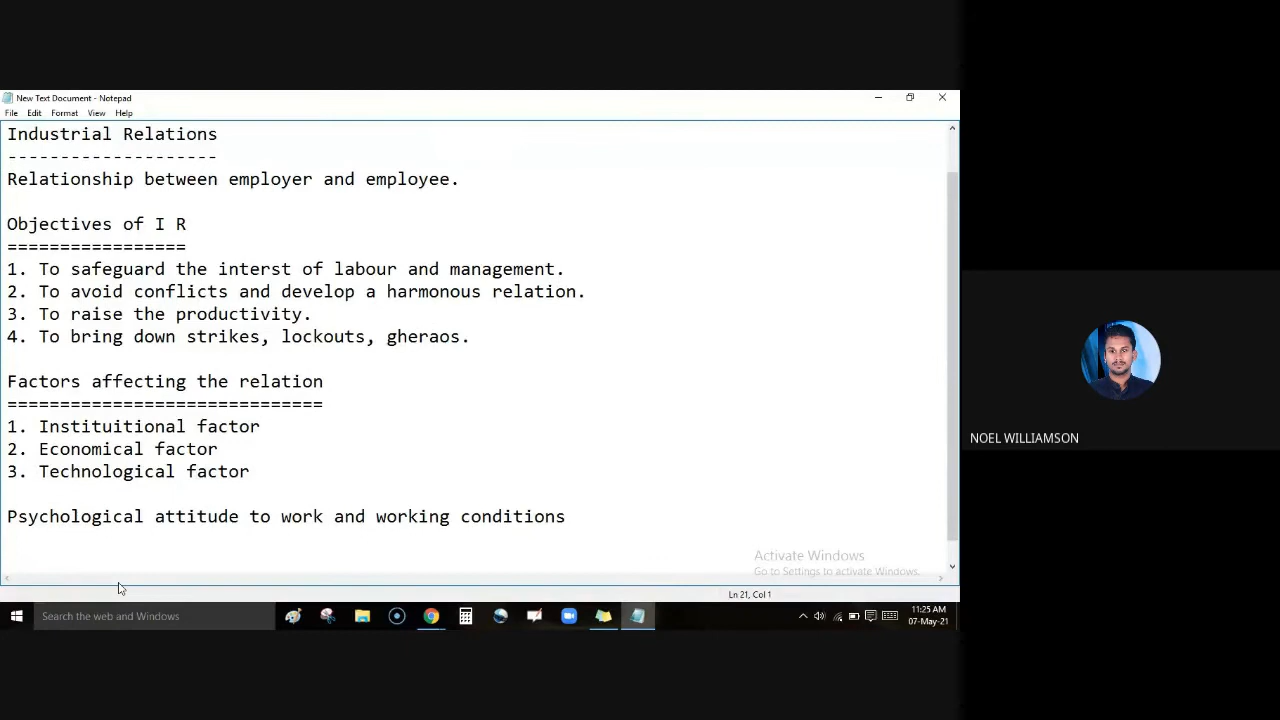 New Text Document - Notepad
File Edit Format View Help
Industrial Relations
--------------------
Relationship between employer and employee.
Objectives of I R
=================
1. To safeguard the interst of labour and management.
2. To avoid conflicts and develop a harmonous relation.
3. To raise the productivity.
4. To bring down strikes, lockouts, gheraos.
Factors affecting the relation
==============================
1. Instituitional factor
2. Economical factor
3. Technological factor
Psychological attitude to work and working conditions
Activate Windows
Go to Settings to activate Windows.
Ln 21, Col 1
Search the web and Windows
11:25 AM
07-May-21
NOEL WILLIAMSON